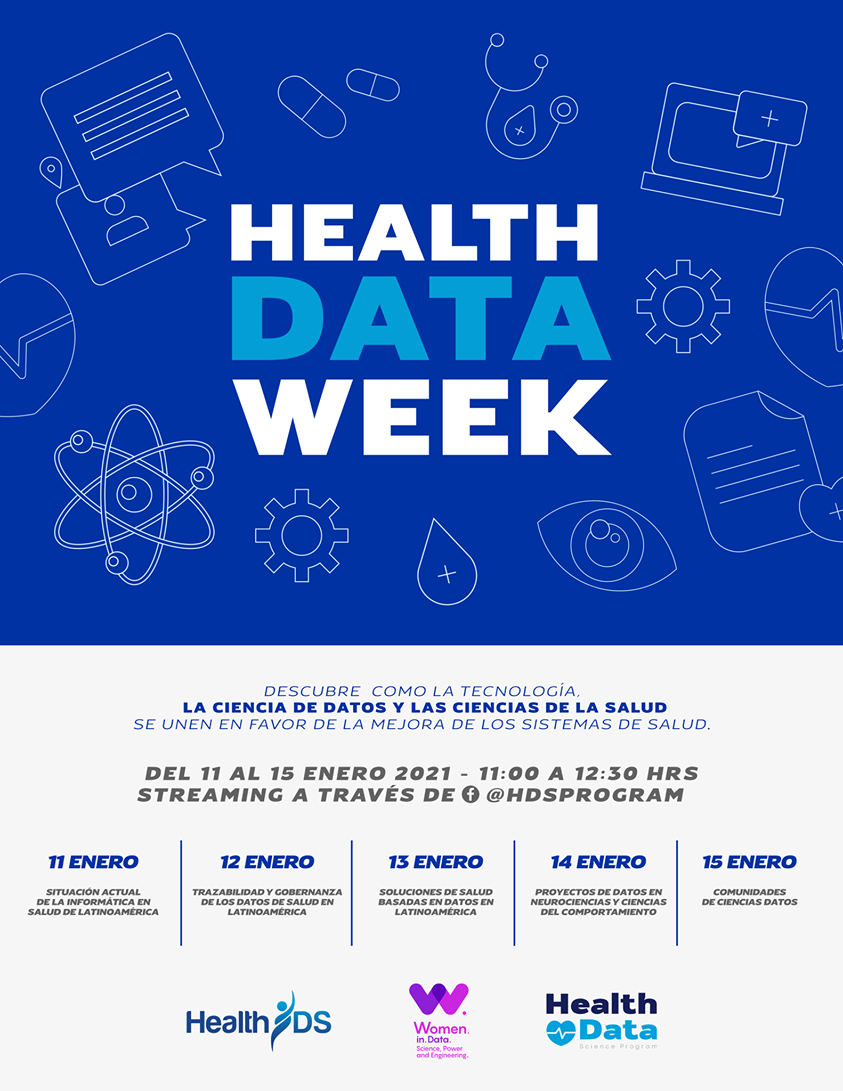 HEALTH
DATA
WEEK
DESCUBRE COMO LA TECNOLOGÍA,
LA CIENCIA DE DATOS Y LAS CIENCIAS DE LA SALUD
SE UNEN EN FAVOR DE LA MEJORA DE LOS SISTEMAS DE SALUD.
DEL 11 AL 15 ENERO 2021 - 11:00 A 12:30 HRS
STREAMING A TRAVÉS DE @HDSPROGRAM
11 ENERO
SITUACIÓN ACTUAL
DE LA INFORMÁTICA EN
SALUD DE LATINOAMÉRICA
12 ENERO
TRAZABILIDAD Y GOBERNANZA
DE LOS DATOS DE SALUD EN
LATINOAMÉRICA
13 ENERO
SOLUCIONES DE SALUD
BASADAS EN DATOS EN
LATINOAMÉRICA
14 ENERO
PROYECTOS DE DATOS EN
NEUROCIENCIAS Y CIENCIAS
DEL COMPORTAMIENTO
15 ENERO
COMUNIDADES
DE CIENCIAS DATOS
Health DS
W.
Women.
in.Data.
Science, Power
and Engineering.
Health
Data
Science Program